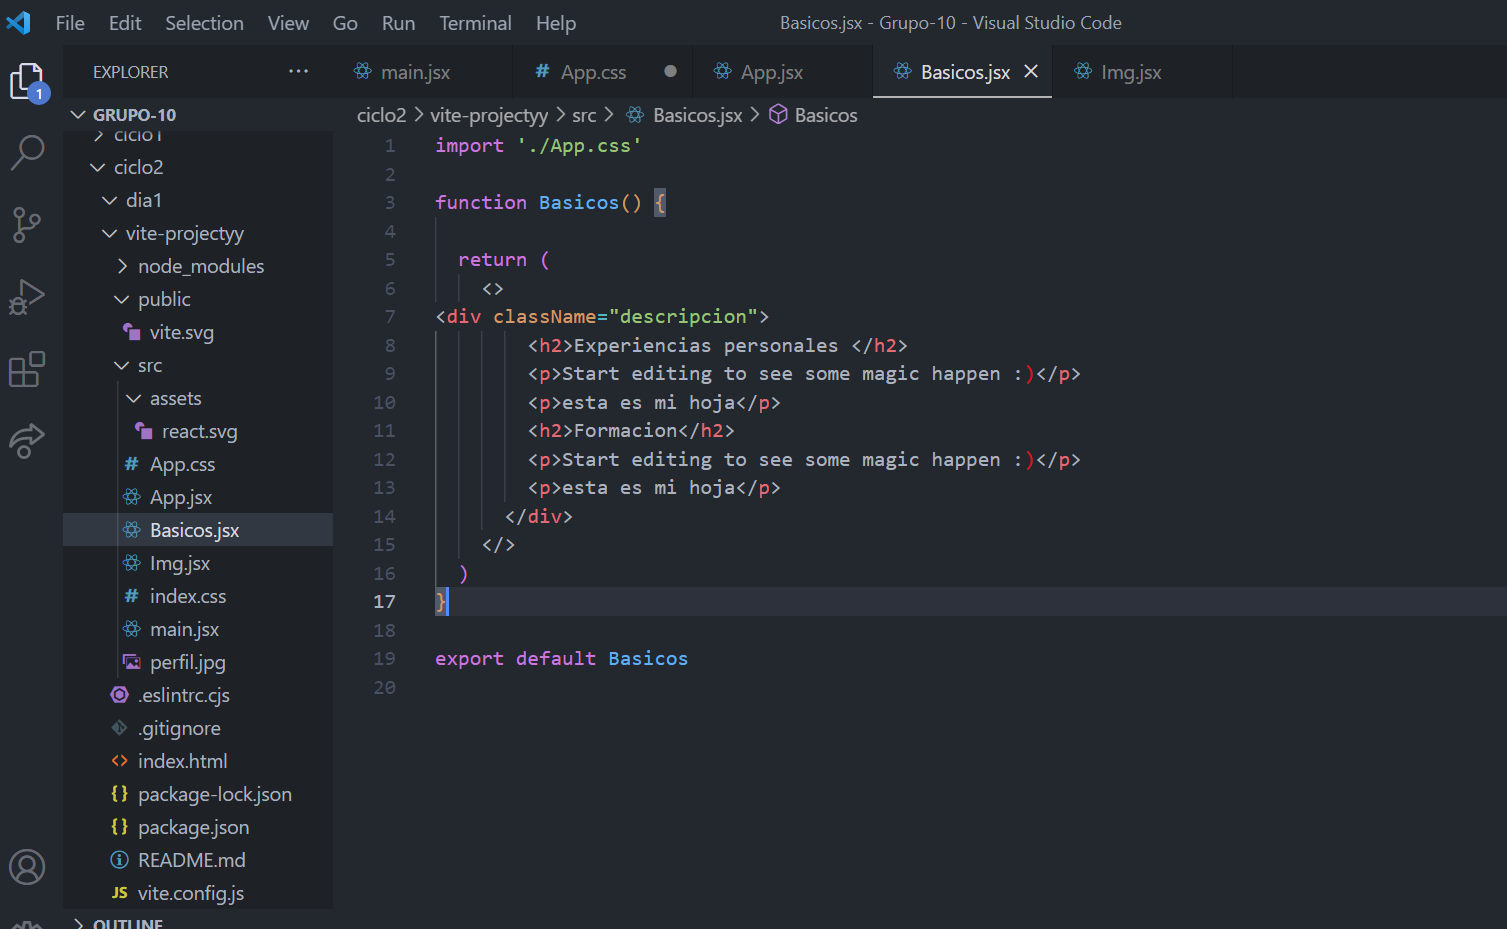 File Edit Selection View Go Run Terminal Help
Basicos.jsx - Grupo-10 - Visual Studio Code
1
EXPLORER ···
GRUPO-10
ciclo1
ciclo2
dia1
vite-projectyy
node_modules
public
vite.svg
src
assets
react.svg
# App.css
App.jsx
Basicos.jsx
Img.jsx
# index.css
main.jsx
perfil.jpg
.eslintrc.cjs
.gitignore
<> index.html
{} package-lock.json
{} package.json
README.md
JS vite.config.js
OUTLINE
main.jsx # App.css App.jsx Basicos.jsx Img.jsx
ciclo2 > vite-projectyy > src > Basicos.jsx > Basicos
1 import './App.css'
2
3 function Basicos() {
4
5 return (
6 <>
7 <div className="descripcion">
8 <h2>Experiencias personales </h2>
9 <p>Start editing to see some magic happen :)</p>
10 <p>esta es mi hoja</p>
11 <h2>Formacion</h2>
12 <p>Start editing to see some magic happen :)</p>
13 <p>esta es mi hoja</p>
14 </div>
15 </>
16 )
17 }
18
19 export default Basicos
20